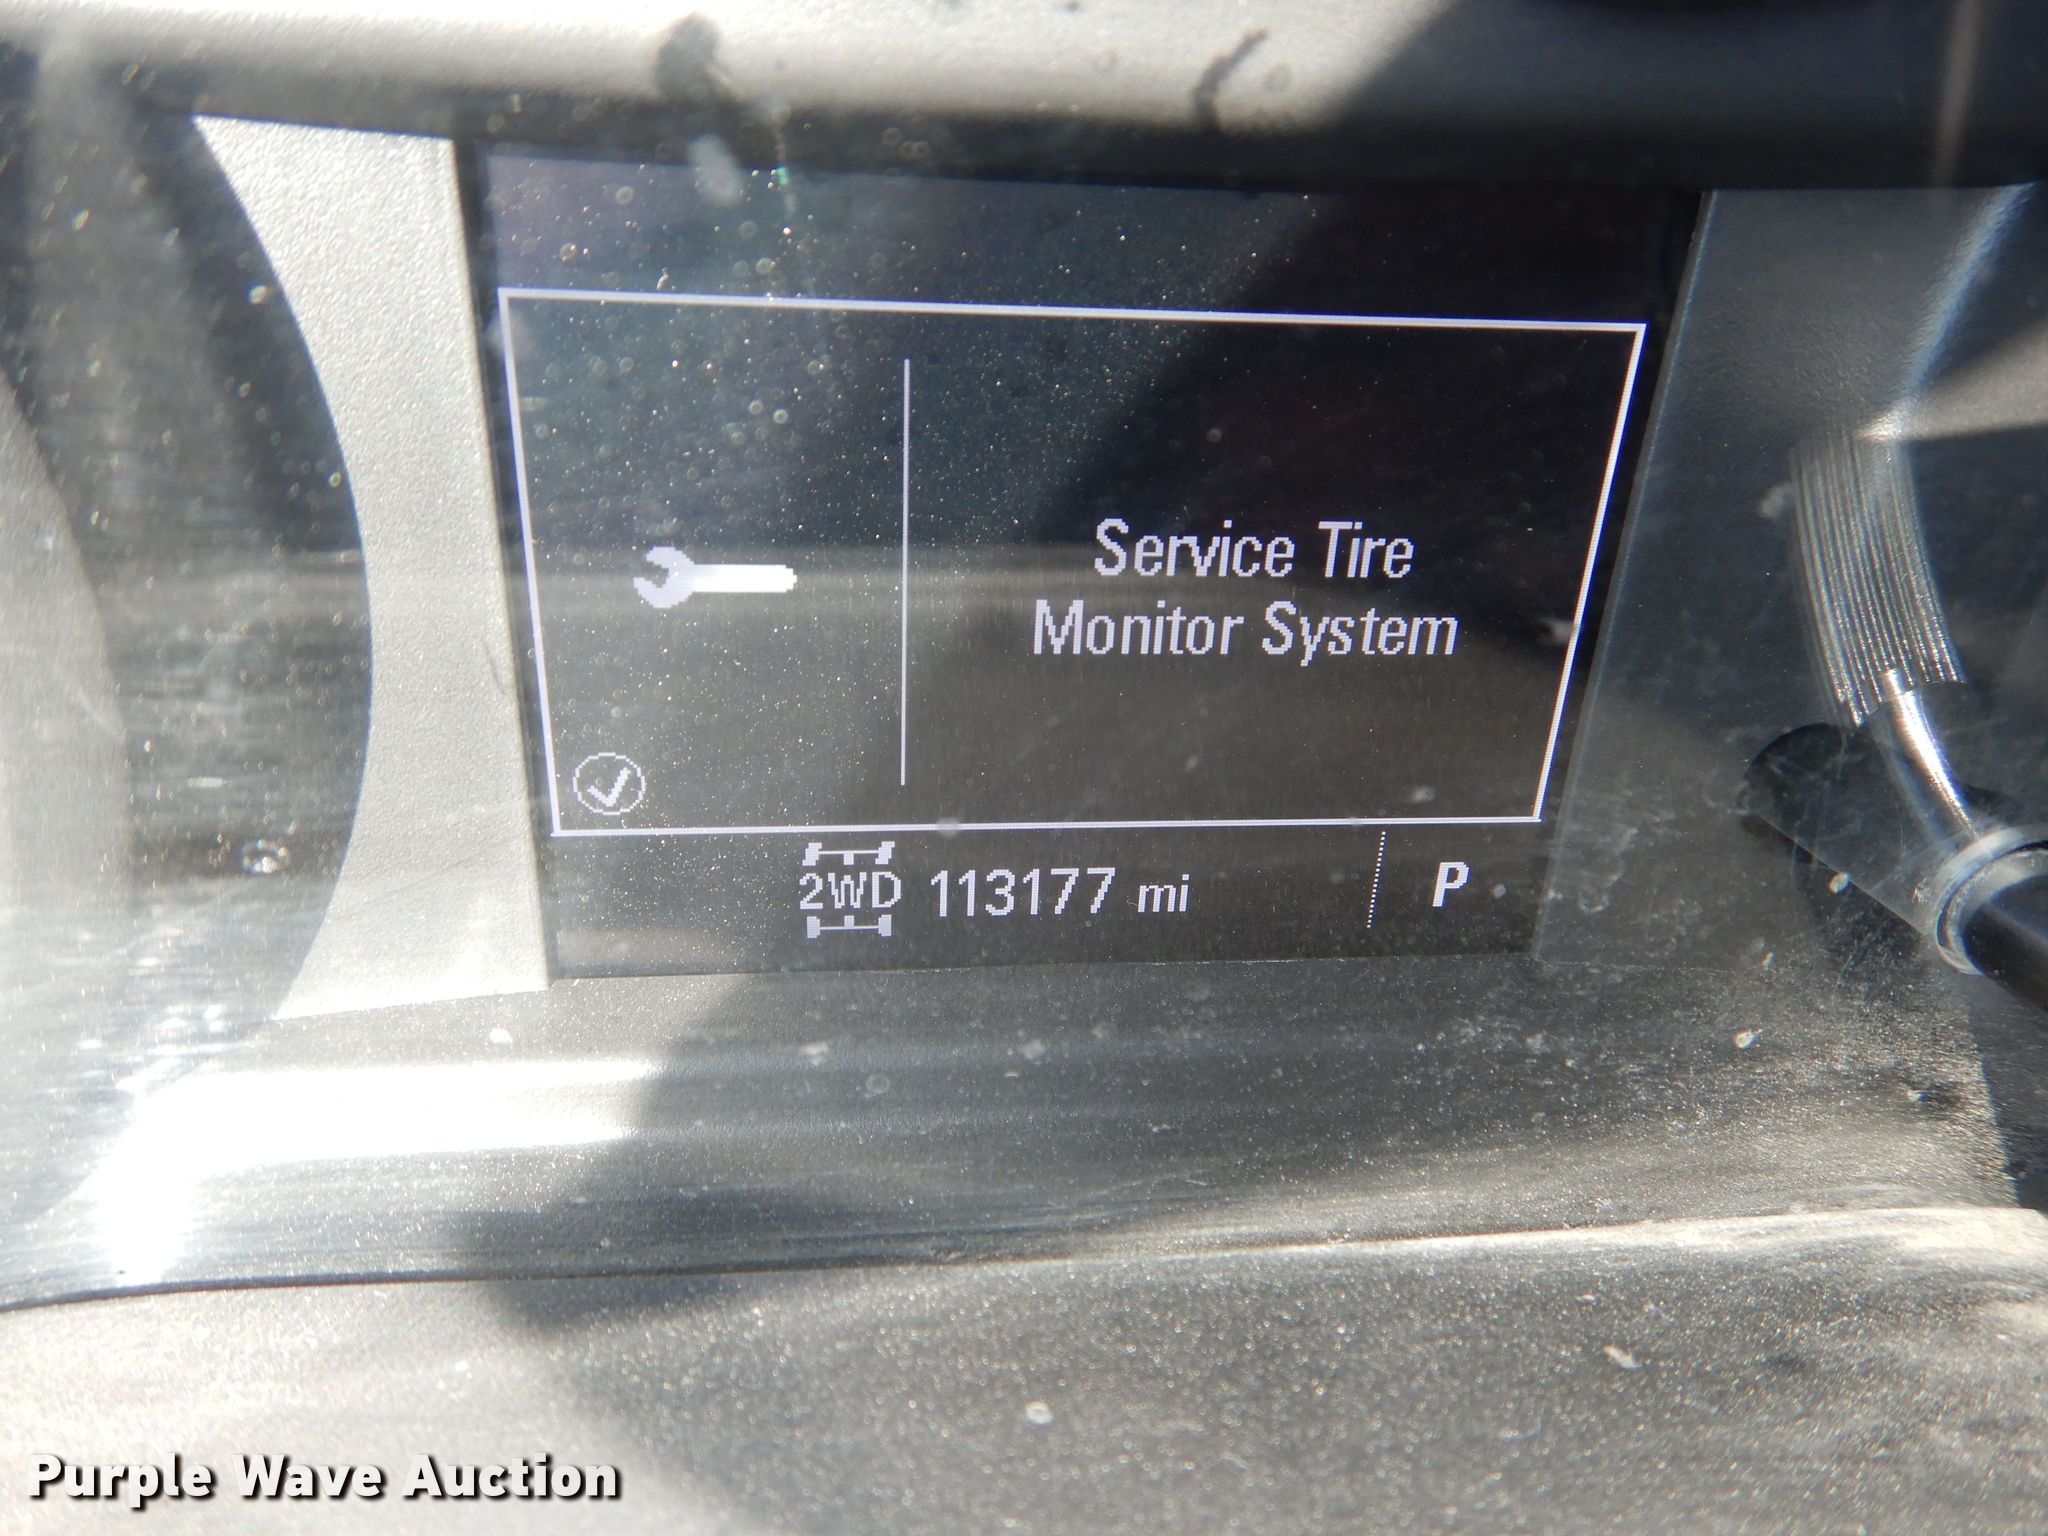 Service Tire
Monitor System
2WD 113177 mi P
Purple Wave Auction